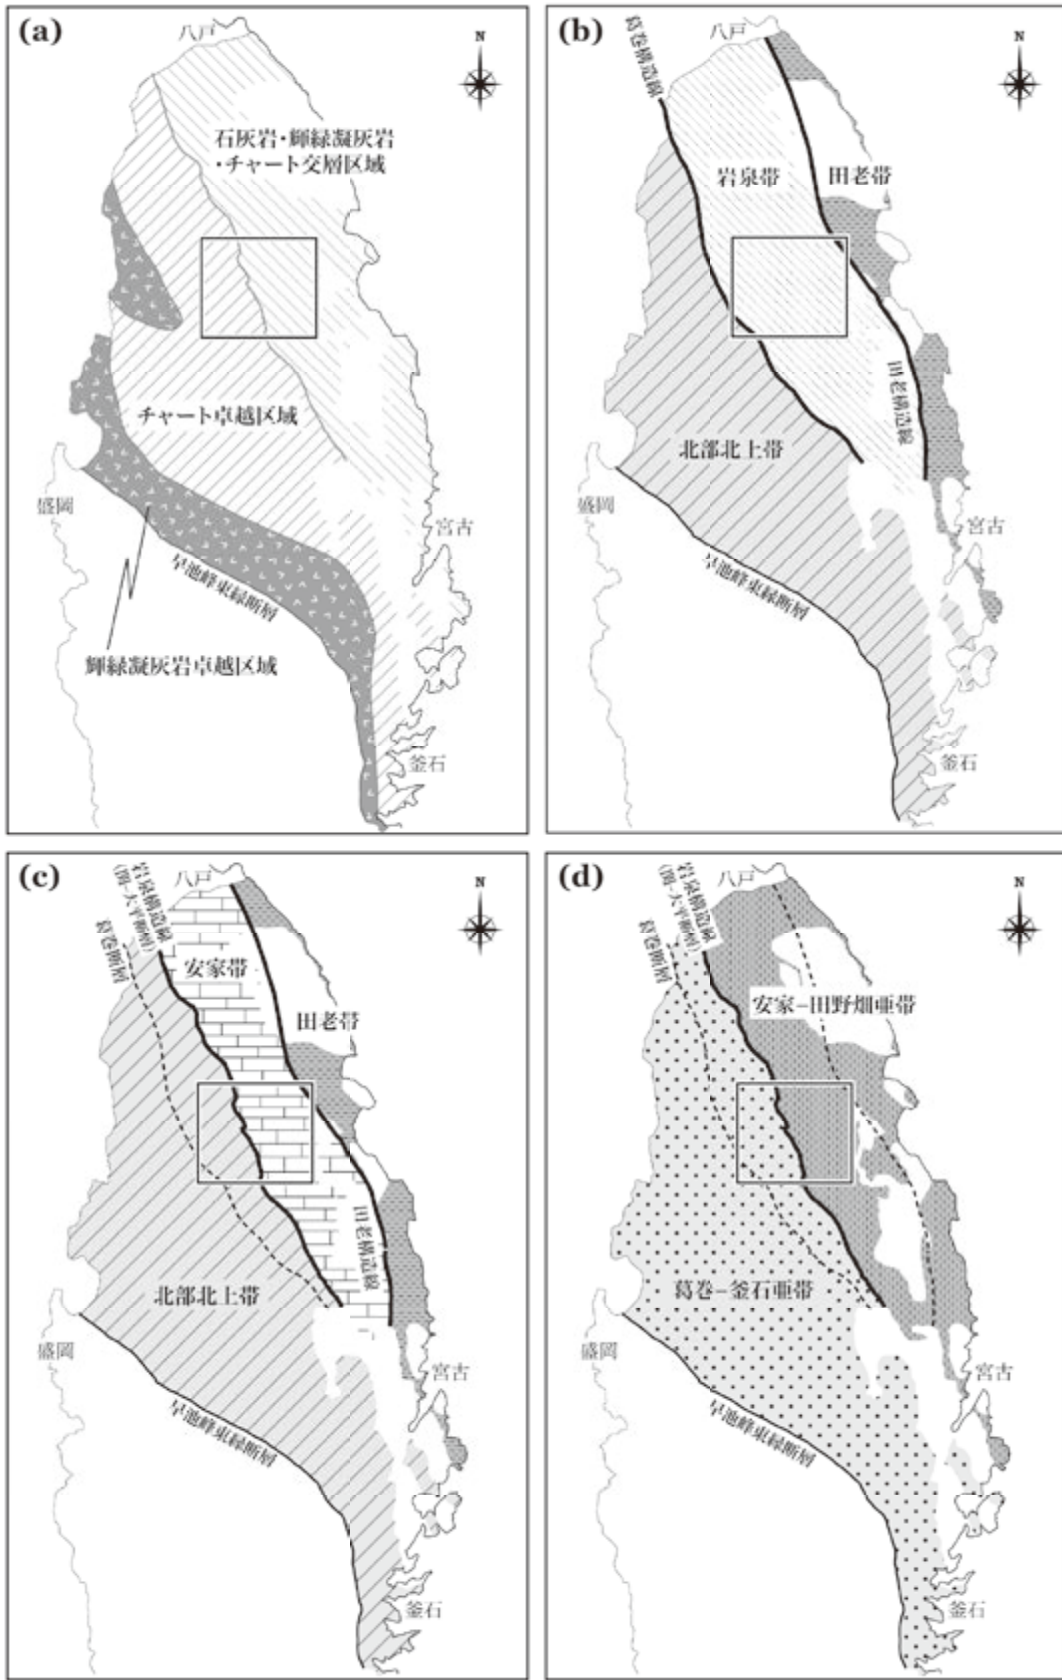 (a)
八戸
N
石灰岩・輝緑凝灰岩
・チャート交層区域
チャート卓越区域
盛岡
宮古
早池峰東縁断層
輝緑凝灰岩卓越区域
釜石
(b)
葛巻構造線
八戸
N
岩泉帯
田老帯
田老構造線
北部北上帯
盛岡
宮古
早池峰東縁断層
釜石
(c)
岩泉構造線
葛巻断層
八戸
N
安家帯
田老帯
田老構造線
北部北上帯
盛岡
宮古
早池峰東縁断層
釜石
(d)
岩泉構造線
葛巻断層
八戸
N
安家–田野畑亜帯
葛巻–釜石亜帯
盛岡
宮古
早池峰東縁断層
釜石